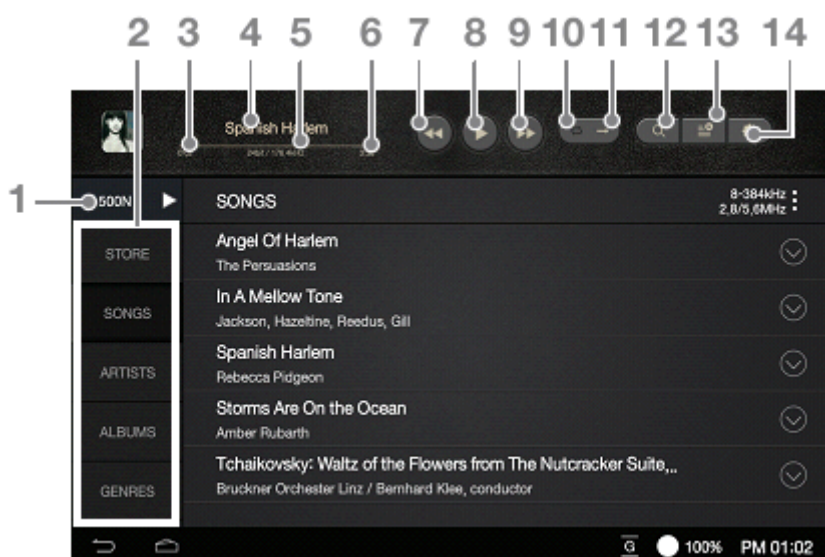 2 3 4 5 6 7 8 9 10 11 12 13 14
Spanish Harlem
1
500N
SONGS
8-384kHz
2,8/5,6MHz
STORE
SONGS
ARTISTS
ALBUMS
GENRES
Angel Of Harlem
The Persuasions
In A Mellow Tone
Jackson, Hazeltine, Reedus, Gill
Spanish Harlem
Rebecca Pidgeon
Storms Are On the Ocean
Amber Rubarth
Tchaikovsky: Waltz of the Flowers from The Nutcracker Suite,...
Bruckner Orchester Linz / Bernhard Klee, conductor
G 100% PM 01:02